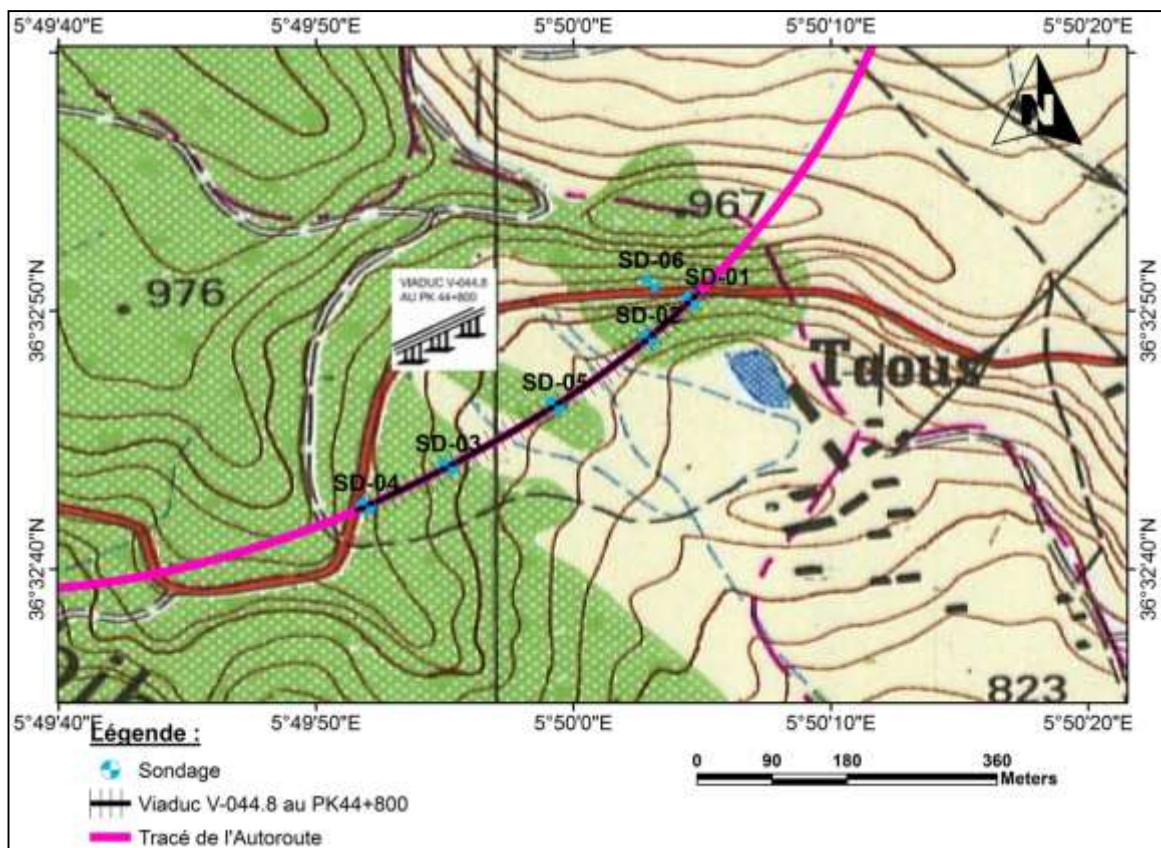 5°49'40"E 5°49'50"E 5°50'0"E 5°50'10"E 5°50'20"E
N
967
SD-06
SD-01
976
VIADUC V-044.8
AU PK 44+800
36°32'50"N 36°32'50"N
SD-02
Tdous
SD-05
SD-03
SD-04
36°32'40"N 36°32'40"N
823
5°49'40"E 5°49'50"E 5°50'0"E 5°50'10"E 5°50'20"E
Légende :
Sondage
Viaduc V-044.8 au PK44+800
Tracé de l'Autoroute
0 90 180 360
Meters